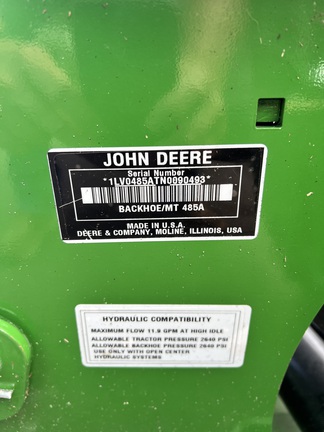 JOHN DEERE
Serial Number
*1LV0485ATN0090493*
BACKHOE/MT 485A
MADE IN U.S.A.
DEERE & COMPANY, MOLINE, ILLINOIS, USA
HYDRAULIC COMPATIBILITY
MAXIMUM FLOW 11.9 GPM AT HIGH IDLE
ALLOWABLE TRACTOR PRESSURE 2640 PSI
ALLOWABLE BACKHOE PRESSURE 2640 PSI
USE ONLY WITH OPEN CENTER
HYDRAULIC SYSTEMS